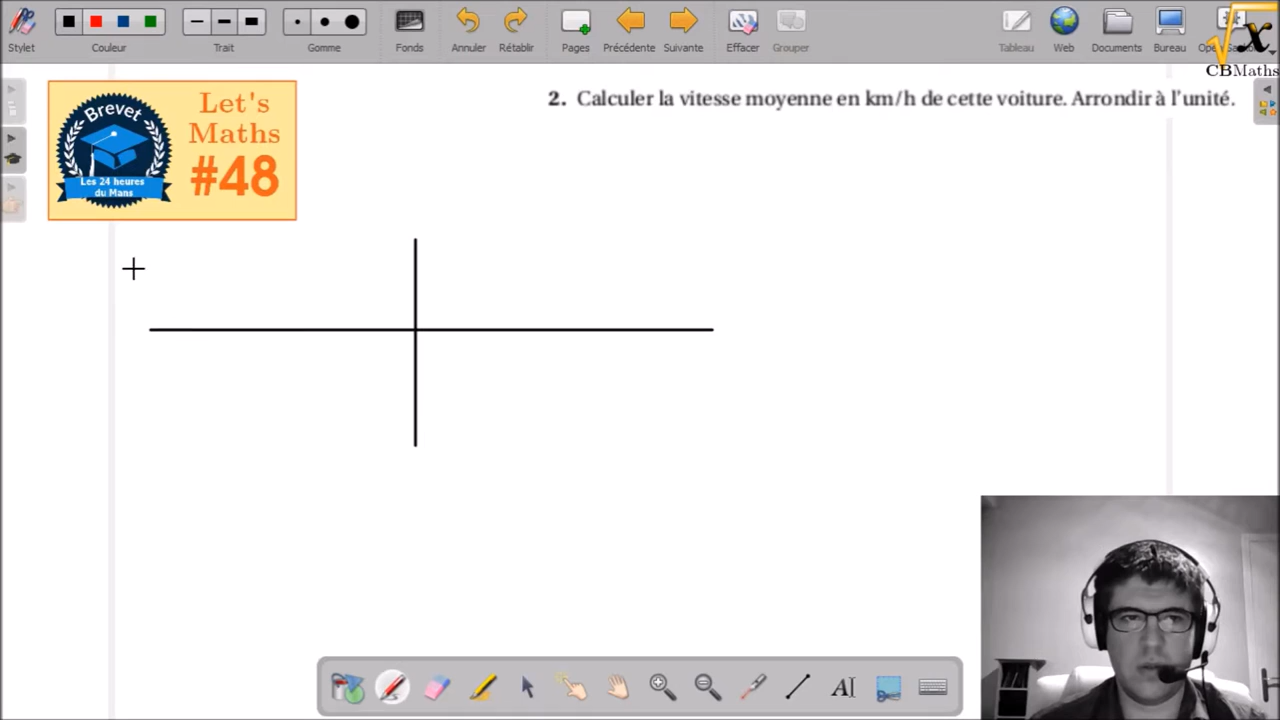 Stylet
Couleur
Trait
Gomme
Fonds
Annuler
Rétablir
Pages
Précédente
Suivante
Effacer
Grouper
Tableau
Web
Documents
Bureau
x
CBMaths
Brevet
Les 24 heures
du Mans
Let's
Maths
#48
2. Calculer la vitesse moyenne en km/h de cette voiture. Arrondir à l'unité.
AI